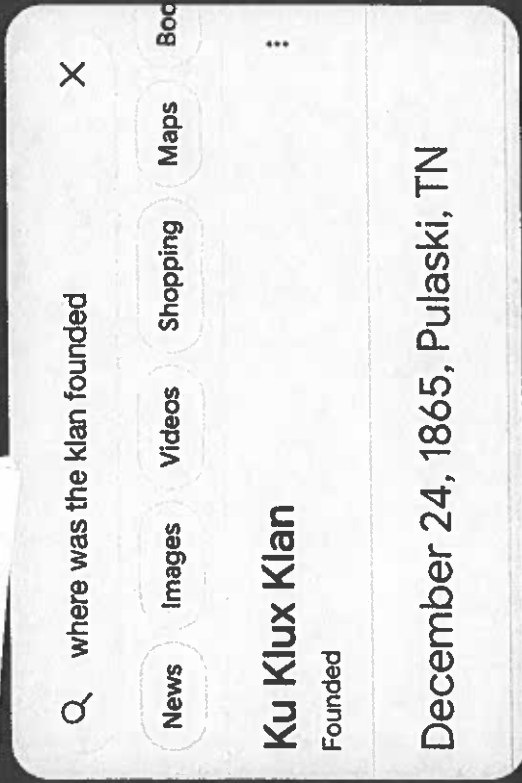 where was the klan founded
News Images Videos Shopping Maps Boo
Ku Klux Klan
Founded
December 24, 1865, Pulaski, TN